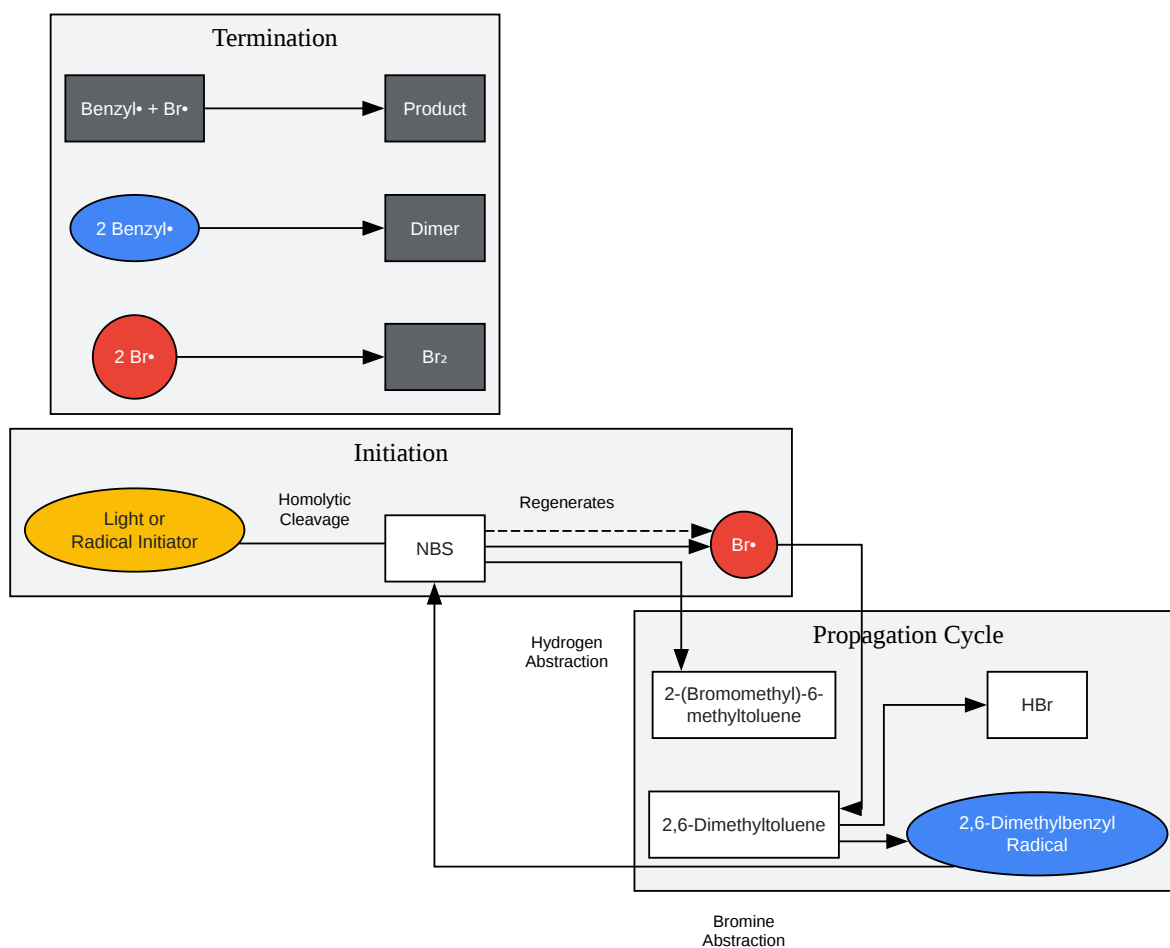 Termination
Benzyl• + Br•
Product
2 Benzyl•
Dimer
2 Br•
Br₂
Initiation
Light or
Radical Initiator
Homolytic
Cleavage
NBS
Regenerates
Br•
Hydrogen
Abstraction
Propagation Cycle
2-(Bromomethyl)-6-
methyltoluene
HBr
2,6-Dimethyltoluene
2,6-Dimethylbenzyl
Radical
Bromine
Abstraction